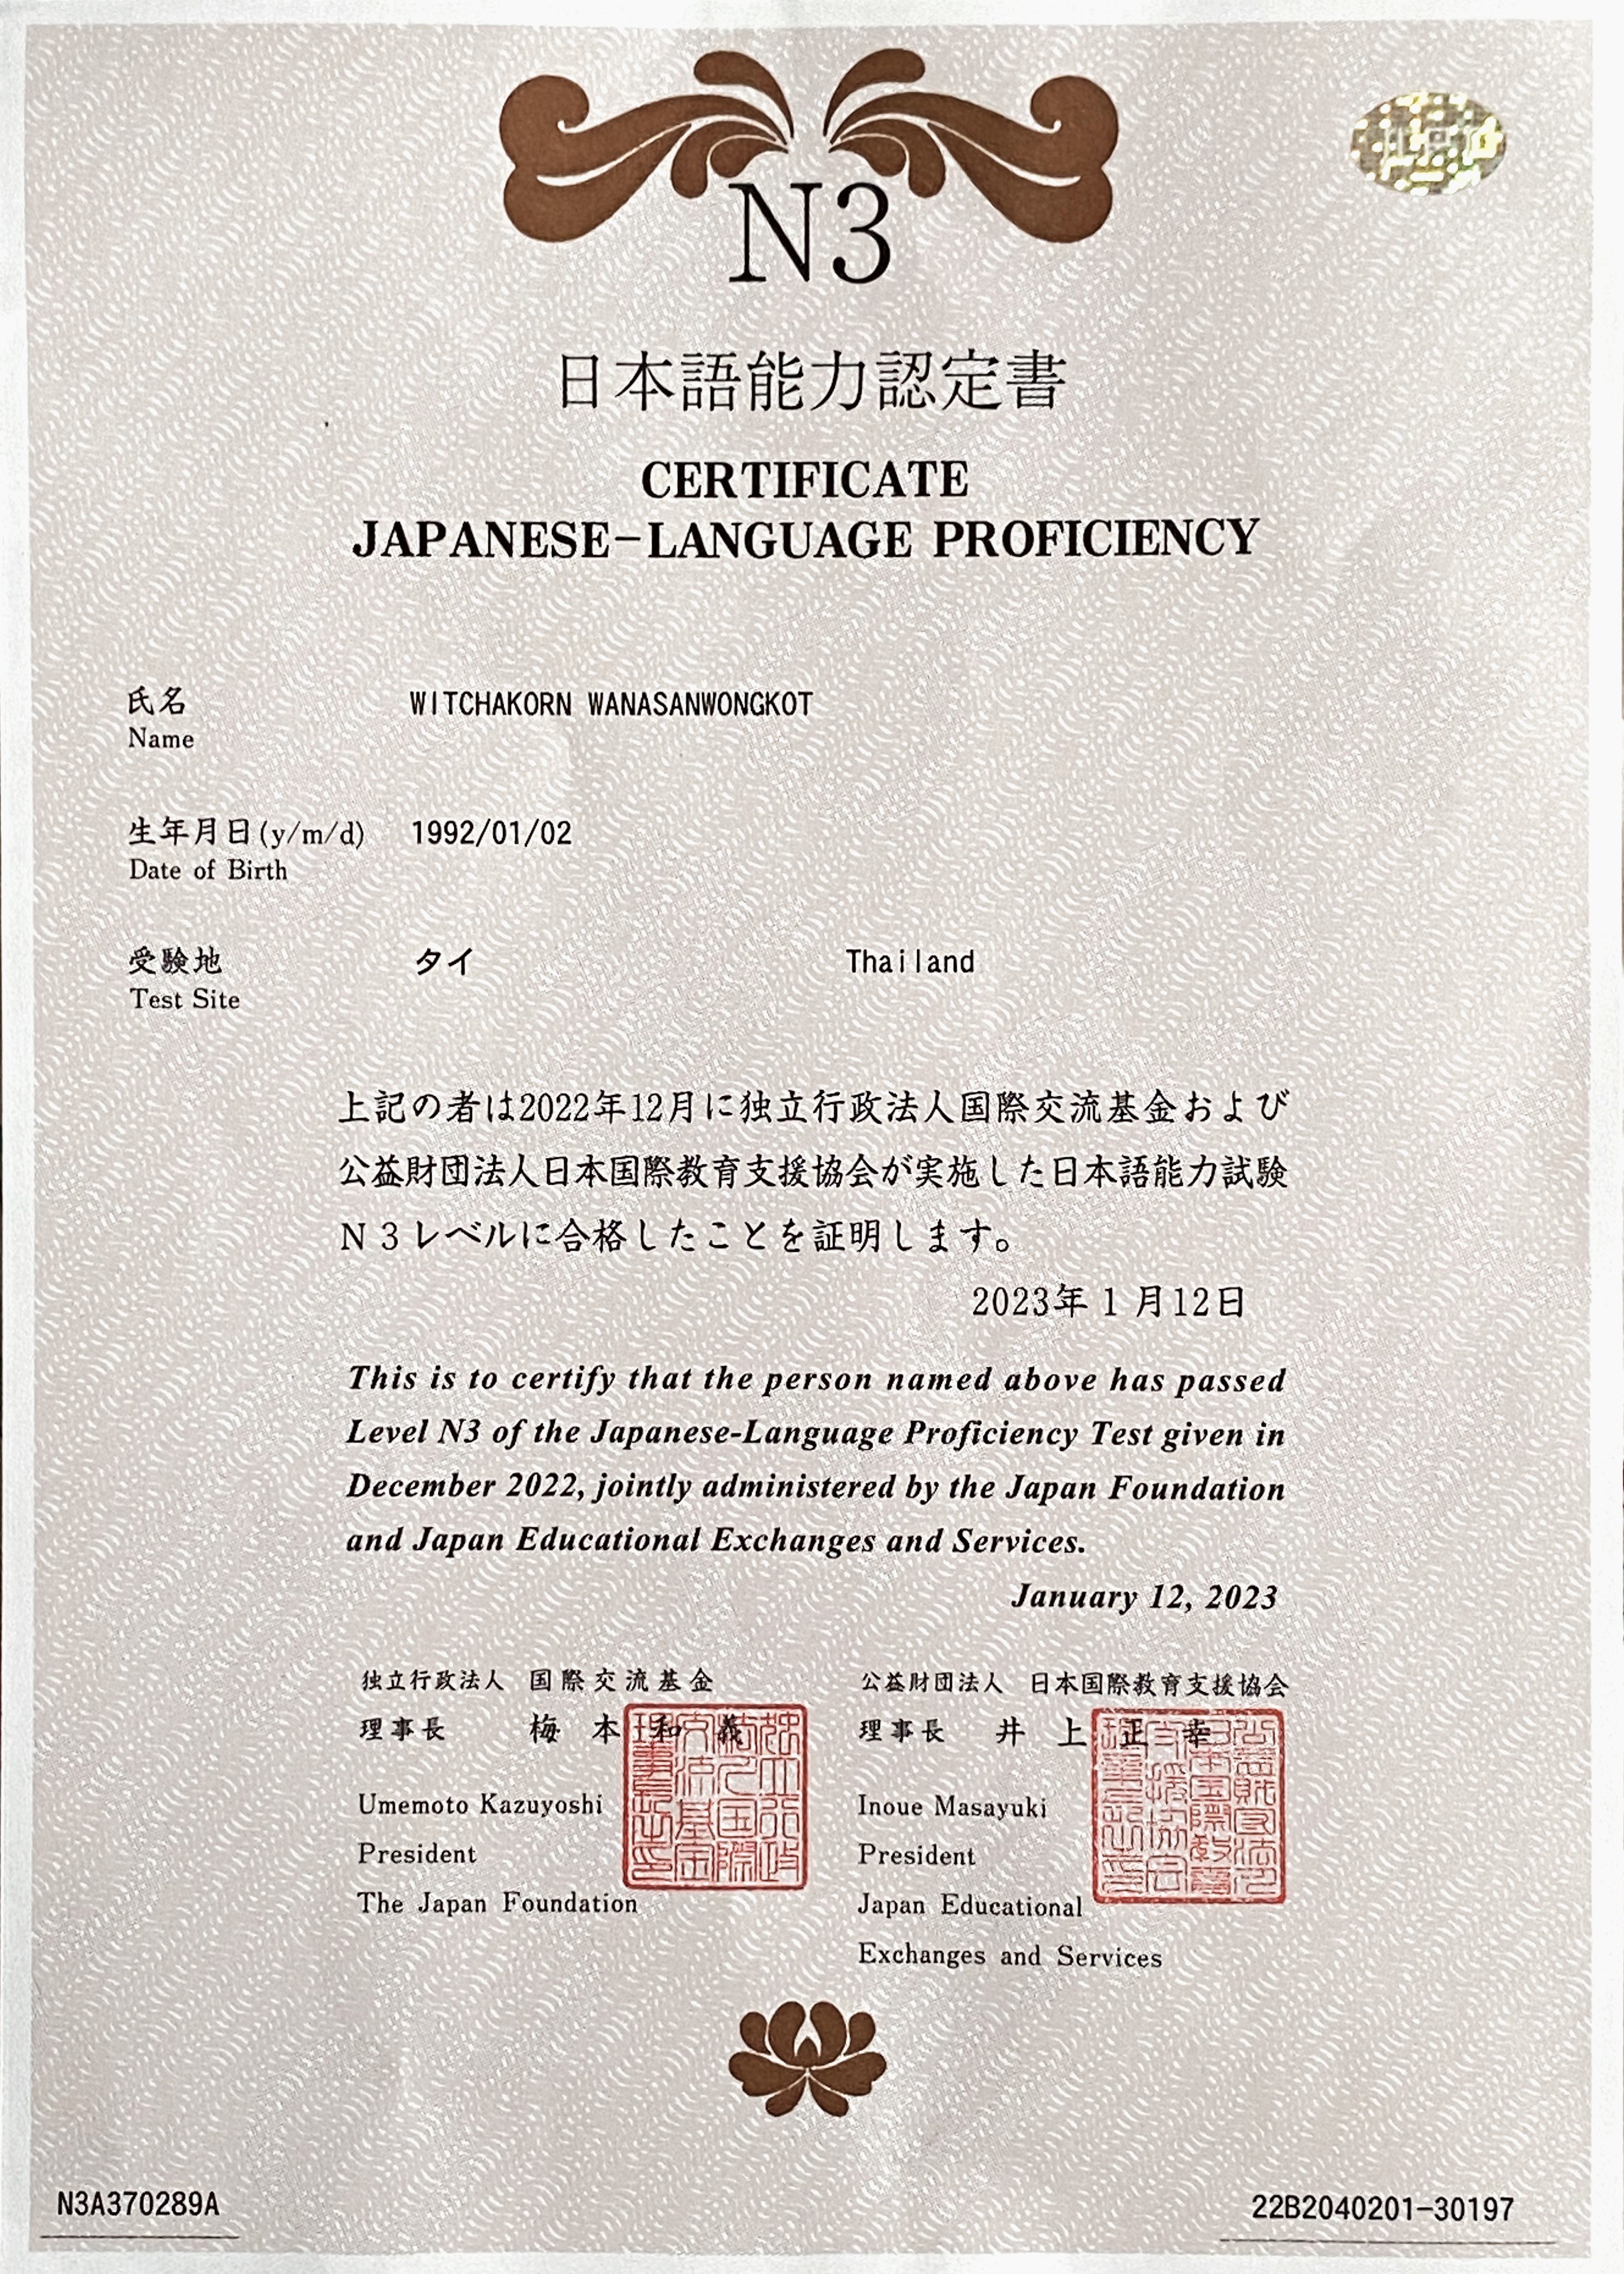 N3
日本語能力認定書
CERTIFICATE
JAPANESE-LANGUAGE PROFICIENCY
氏名 WITCHAKORN WANASANWONGKOT
Name
生年月日(y/m/d) 1992/01/02
Date of Birth
受験地 タイ Thailand
Test Site
上記の者は2022年12月に独立行政法人国際交流基金および
公益財団法人日本国際教育支援協会が実施した日本語能力試験
N3レベルに合格したことを証明します。
2023年1月12日
This is to certify that the person named above has passed
Level N3 of the Japanese-Language Proficiency Test given in
December 2022, jointly administered by the Japan Foundation
and Japan Educational Exchanges and Services.
January 12, 2023
独立行政法人 国際交流基金
理事長 梅本和義
Umemoto Kazuyoshi
President
The Japan Foundation
公益財団法人 日本国際教育支援協会
理事長 井上正幸
Inoue Masayuki
President
Japan Educational
Exchanges and Services
N3A370289A
22B2040201-30197